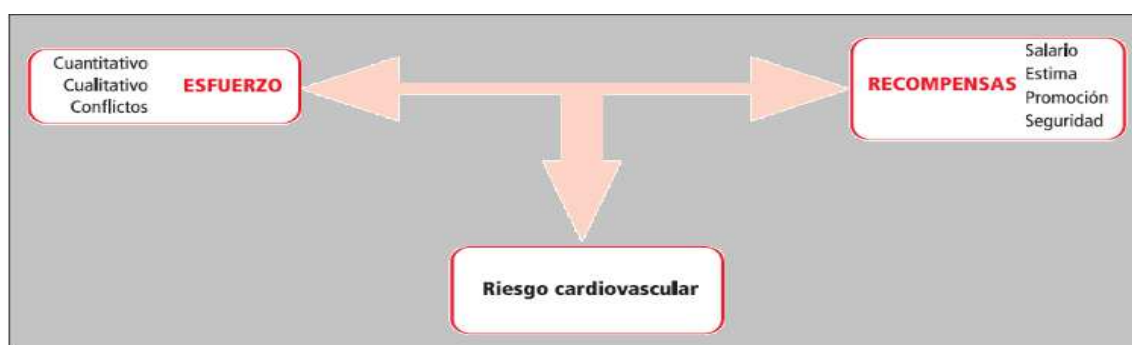 Cuantitativo
Cualitativo
Conflictos
ESFUERZO
RECOMPENSAS
Salario
Estima
Promoción
Seguridad
Riesgo cardiovascular